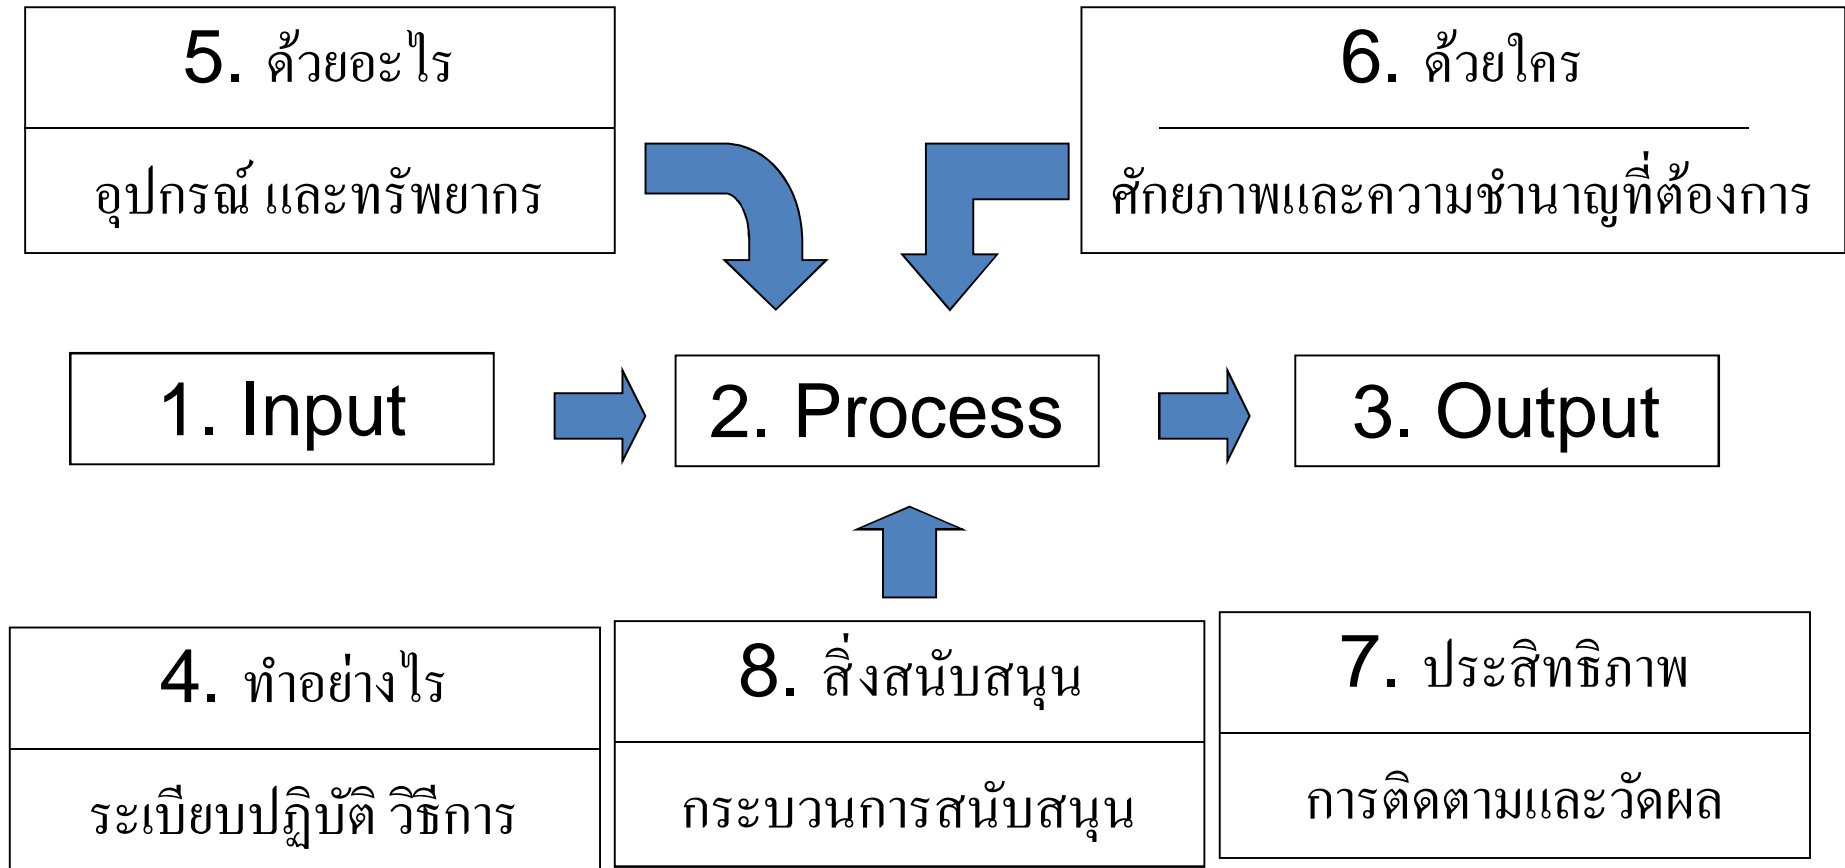 5. ด้วยอะไร
อุปกรณ์ และทรัพยากร
6. ด้วยใคร
ศักยภาพและความชำนาญที่ต้องการ
1. Input
2. Process
3. Output
4. ทำอย่างไร
ระเบียบปฏิบัติ วิธีการ
8. สิ่งสนับสนุน
กระบวนการสนับสนุน
7. ประสิทธิภาพ
การติดตามและวัดผล